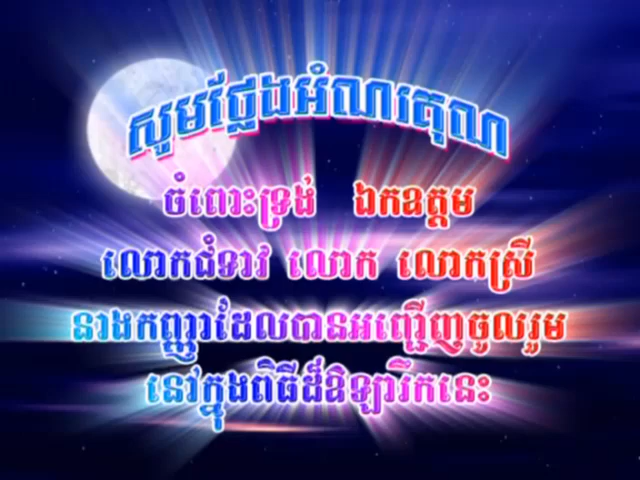 សូមថ្លែងអំណរគុណ
ចំពោះទ្រង់ ឯកឧត្តម
លោកជំទាវ លោក លោកស្រី
នាងកញ្ញាដែលបានអញ្ជើញចូលរួម
នៅក្នុងពិធីដ៏ឱឡារឹកនេះ